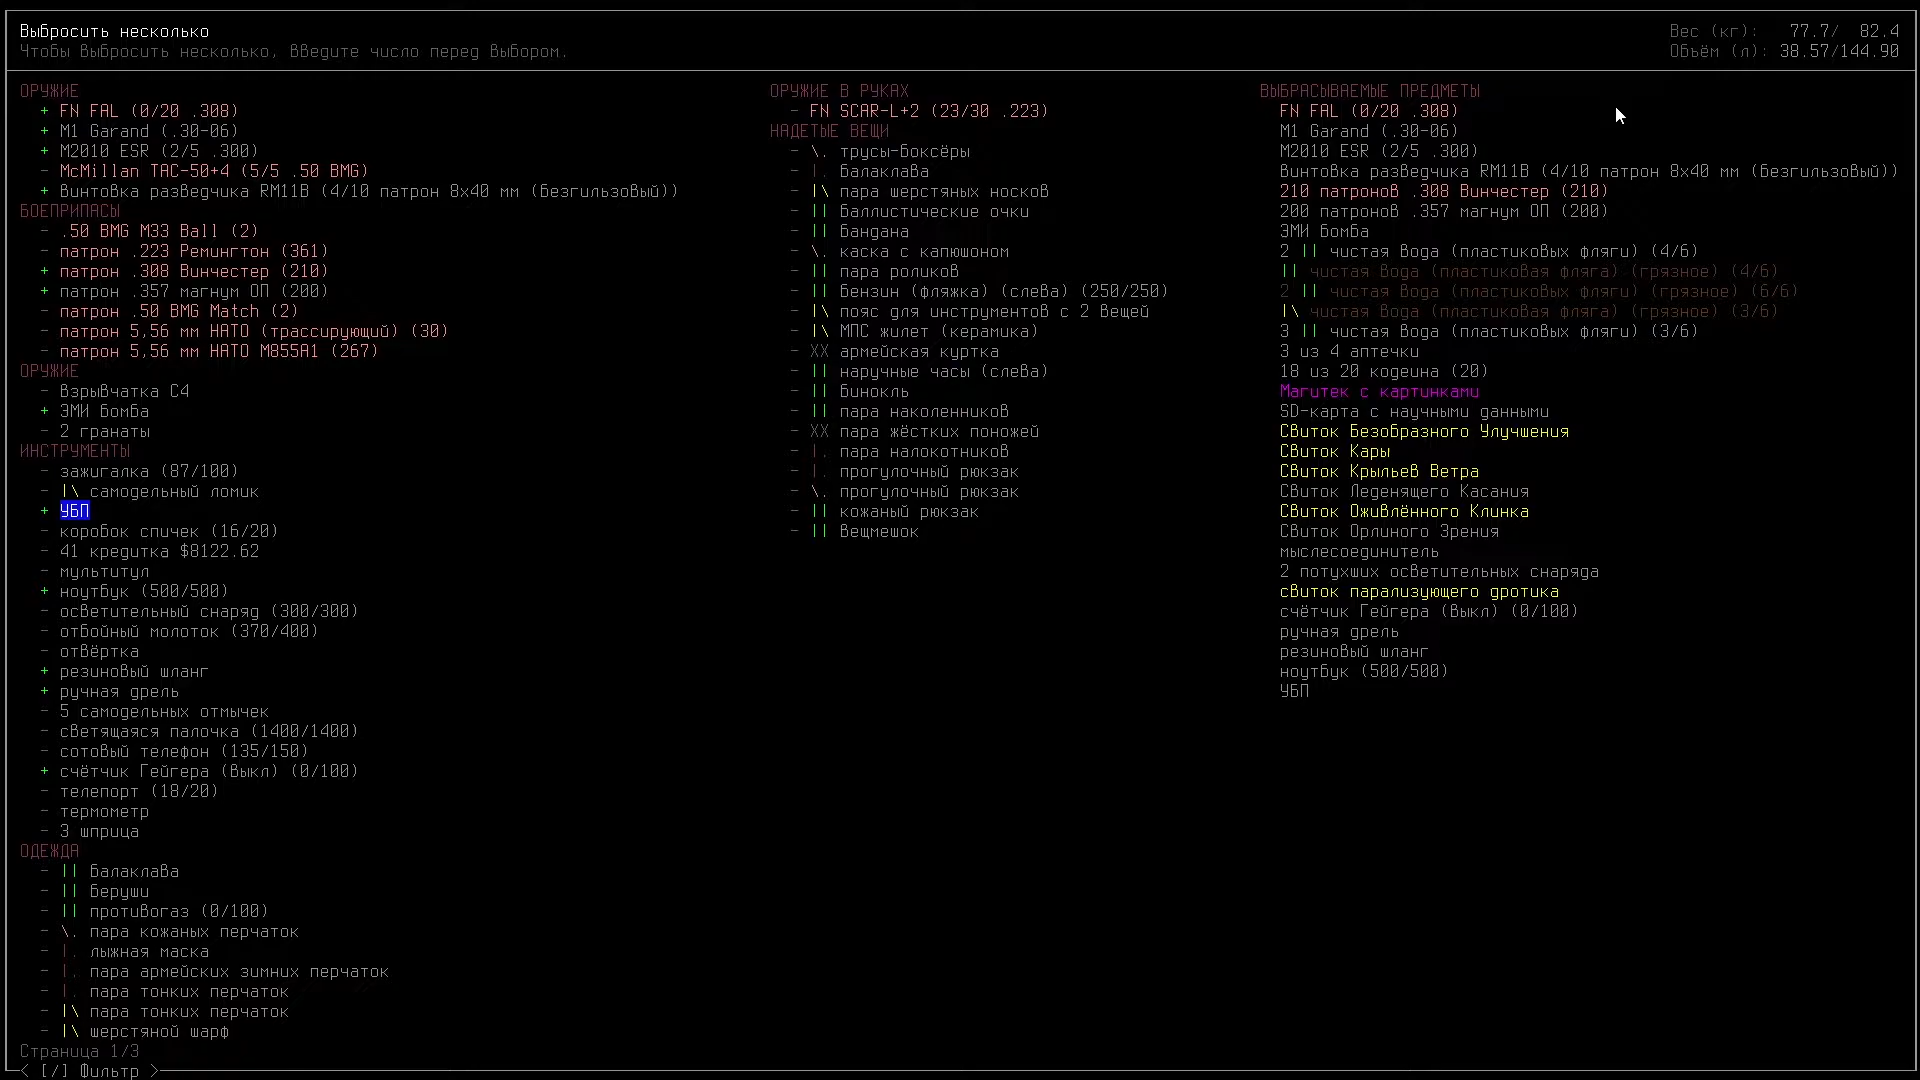 Выбросить несколько
Чтобы выбросить несколько, введите число перед выбором.
Вес (кг): 77.7/ 82.4
Объём (л): 38.57/144.90
ОРУЖИЕ
+ FN FAL (0/20 .308)
+ M1 Garand (.30-06)
+ M2010 ESR (2/5 .300)
- McMillan TAC-50+4 (5/5 .50 BMG)
+ винтовка разведчика RM11B (4/10 патрон 8x40 мм (безгильзовый))
БОЕПРИПАСЫ
- .50 BMG M33 Ball (2)
- патрон .223 Ремингтон (361)
+ патрон .308 Винчестер (210)
+ патрон .357 магнум ОП (200)
- патрон .50 BMG Match (2)
- патрон 5,56 мм НАТО (трассирующий) (30)
- патрон 5,56 мм НАТО M855A1 (267)
ОРУЖИЕ
- взрывчатка C4
+ ЭМИ бомба
- 2 гранаты
ИНСТРУМЕНТЫ
- зажигалка (87/100)
- |\ самодельный ломик
+ УБП
- коробок спичек (16/20)
- 41 кредитка $8122.62
- мультитул
+ ноутбук (500/500)
- осветительный снаряд (300/300)
- отбойный молоток (370/400)
- отвёртка
+ резиновый шланг
+ ручная дрель
- 5 самодельных отмычек
- светящаяся палочка (1400/1400)
- сотовый телефон (135/150)
+ счётчик Гейгера (выкл) (0/100)
- телепорт (18/20)
- термометр
- 3 шприца
ОДЕЖДА
- || балаклава
- || беруши
- || противогаз (0/100)
- \. пара кожаных перчаток
- |. лыжная маска
- |. пара армейских зимних перчаток
- |. пара тонких перчаток
- |\ пара тонких перчаток
- |\ шерстяной шарф
Страница 1/3
< [/] Фильтр >
ОРУЖИЕ В РУКАХ
- FN SCAR-L+2 (23/30 .223)
НАДЕТЫЕ ВЕЩИ
- \. трусы-боксёры
- |. балаклава
- |\ пара шерстяных носков
- || баллистические очки
- || бандана
- \. каска с капюшоном
- || пара роликов
- || бензин (фляжка) (слева) (250/250)
- |\ пояс для инструментов с 2 вещей
- |\ МПС жилет (керамика)
- XX армейская куртка
- || наручные часы (слева)
- || бинокль
- || пара наколенников
- XX пара жёстких поножей
- |. пара налокотников
- |. прогулочный рюкзак
- \. прогулочный рюкзак
- || кожаный рюкзак
- || вещмешок
ВЫБРАСЫВАЕМЫЕ ПРЕДМЕТЫ
FN FAL (0/20 .308)
M1 Garand (.30-06)
M2010 ESR (2/5 .300)
винтовка разведчика RM11B (4/10 патрон 8x40 мм (безгильзовый))
210 патронов .308 Винчестер (210)
200 патронов .357 магнум ОП (200)
ЭМИ бомба
2 || чистая вода (пластиковых фляги) (4/6)
|| чистая вода (пластиковая фляга) (грязное) (4/6)
2 || чистая вода (пластиковых фляги) (грязное) (6/6)
|\ чистая вода (пластиковая фляга) (грязное) (3/6)
3 || чистая вода (пластиковых фляги) (3/6)
3 из 4 аптечки
18 из 20 кодеина (20)
Магитек с картинками
SD-карта с научными данными
Свиток Безобразного Улучшения
Свиток Кары
Свиток Крыльев Ветра
Свиток Леденящего Касания
Свиток Оживлённого Клинка
Свиток Орлиного Зрения
мыслесоединитель
2 потухших осветительных снаряда
свиток парализующего дротика
счётчик Гейгера (выкл) (0/100)
ручная дрель
резиновый шланг
ноутбук (500/500)
УБП